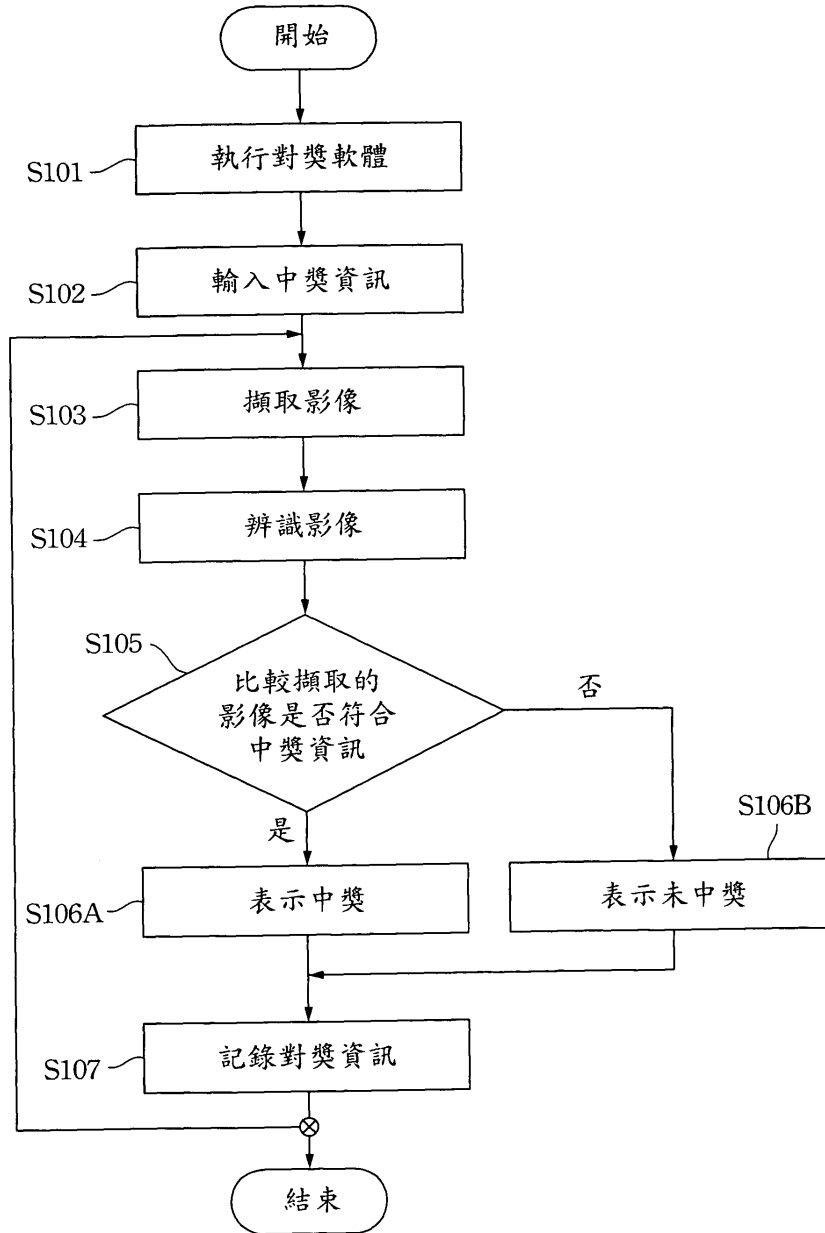 開始
S101
執行對獎軟體
S102
輸入中獎資訊
S103
擷取影像
S104
辨識影像
S105
比較擷取的
影像是否符合
中獎資訊
否
是
S106A
表示中獎
S106B
表示未中獎
S107
記錄對獎資訊
結束